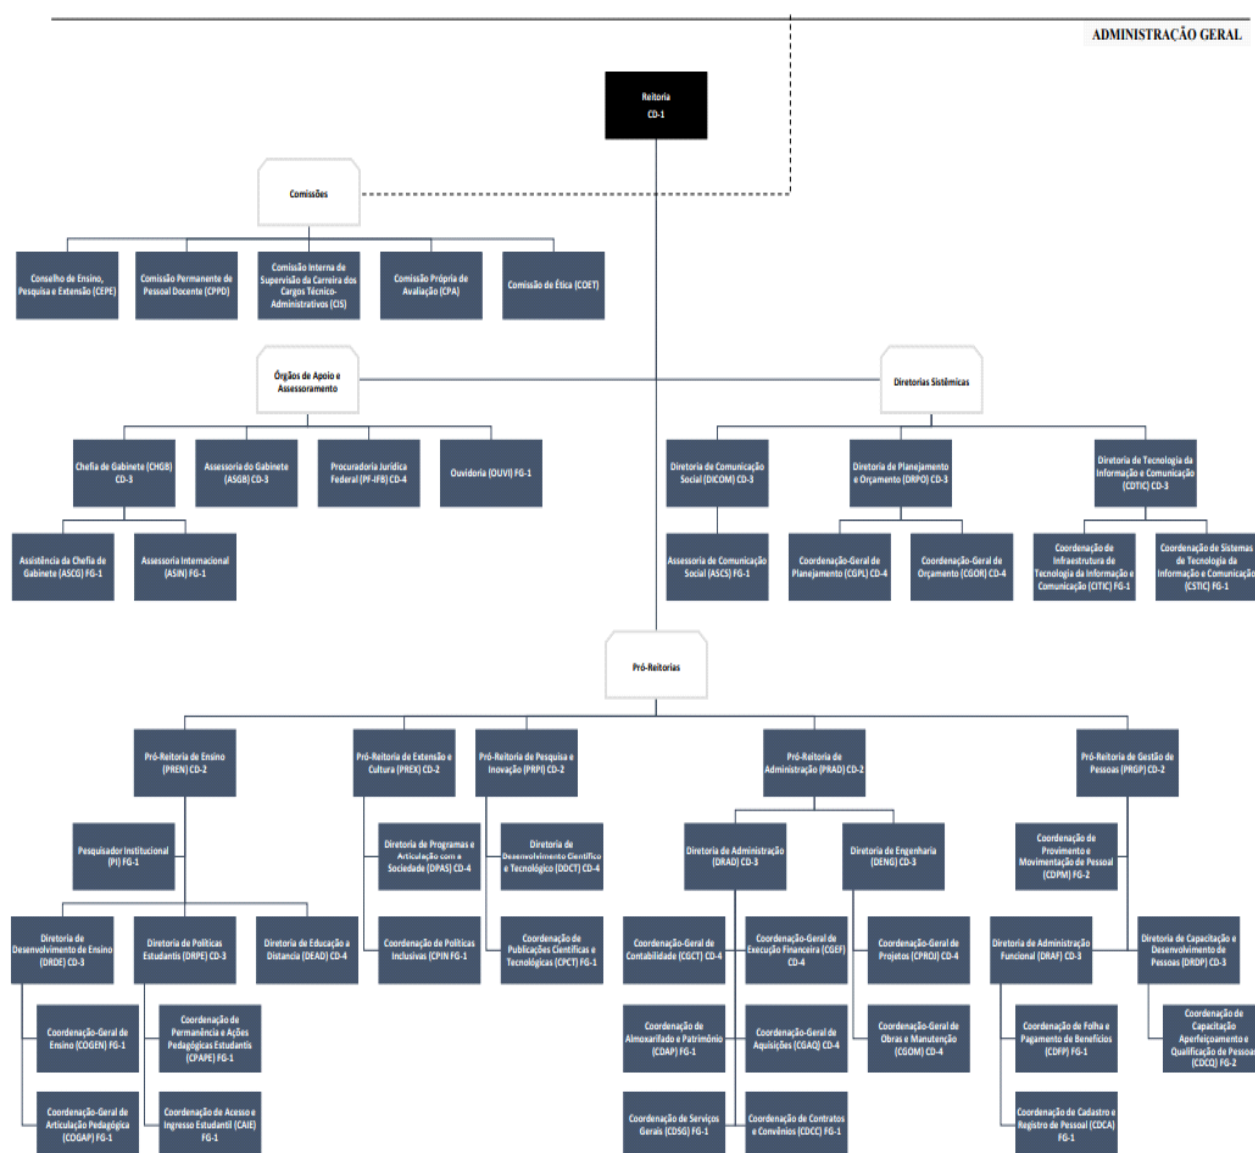 ADMINISTRAÇÃO GERAL
Reitoria
CD-1
Comissões
Conselho de Ensino,
Pesquisa e Extensão (CEPE)
Comissão Permanente de
Pessoal Docente (CPPD)
Comissão Interna de
Supervisão da Carreira dos
Cargos Técnico-
Administrativos (CIS)
Comissão Própria de
Avaliação (CPA)
Comissão de Ética (COET)
Órgãos de Apoio e
Assessoramento
Diretorias Sistêmicas
Chefia de Gabinete (CHGB)
CD-3
Assessoria do Gabinete
(ASGB) CD-3
Procuradoria Jurídica
Federal (PF-IFB) CD-4
Ouvidoria (OUVI) FG-1
Diretoria de Comunicação
Social (DICOM) CD-3
Diretoria de Planejamento
e Orçamento (DRPO) CD-3
Diretoria de Tecnologia da
Informação e Comunicação
(CDTIC) CD-3
Assistência da Chefia de
Gabinete (ASCG) FG-1
Assessoria Internacional
(ASIN) FG-1
Assessoria de Comunicação
Social (ASCS) FG-1
Coordenação-Geral de
Planejamento (CGPL) CD-4
Coordenação-Geral de
Orçamento (CGOR) CD-4
Coordenação de
Infraestrutura de
Tecnologia da Informação e
Comunicação (CITIC) FG-1
Coordenação de Sistemas
de Tecnologia da
Informação e Comunicação
(CSTIC) FG-1
Pró-Reitorias
Pró-Reitoria de Ensino
(PREN) CD-2
Pró-Reitoria de Extensão e
Cultura (PREX) CD-2
Pró-Reitoria de Pesquisa e
Inovação (PRPI) CD-2
Pró-Reitoria de
Administração (PRAD) CD-2
Pró-Reitoria de Gestão de
Pessoas (PRGP) CD-2
Pesquisador Institucional
(PI) FG-1
Diretoria de Programas e
Articulação com a
Sociedade (DPAS) CD-4
Diretoria de
Desenvolvimento Científico
e Tecnológico (DDCT) CD-4
Diretoria de Administração
(DRAD) CD-3
Diretoria de Engenharia
(DENG) CD-3
Coordenação de
Provimento e
Movimentação de Pessoal
(CDPM) FG-2
Diretoria de
Desenvolvimento de Ensino
(DRDE) CD-3
Diretoria de Políticas
Estudantis (DRPE) CD-3
Diretoria de Educação a
Distancia (DEAD) CD-4
Coordenação de Políticas
Inclusivas (CPIN) FG-1
Coordenação de
Publicações Científicas e
Tecnológicas (CPCT) FG-1
Coordenação-Geral de
Contabilidade (CGCT) CD-4
Coordenação-Geral de
Execução Financeira (CGEF)
CD-4
Coordenação-Geral de
Projetos (CPROJ) CD-4
Diretoria de Administração
Funcional (DRAF) CD-3
Diretoria de Capacitação e
Desenvolvimento de
Pessoas (DRDP) CD-3
Coordenação-Geral de
Ensino (COGEN) FG-1
Coordenação de
Permanência e Ações
Pedagógicas Estudantis
(CPAPE) FG-1
Coordenação de
Almoxarifado e Patrimônio
(CDAP) FG-1
Coordenação-Geral de
Aquisições (CGAQ) CD-4
Coordenação-Geral de
Obras e Manutenção
(CGOM) CD-4
Coordenação de Folha e
Pagamento de Benefícios
(CDFP) FG-1
Coordenação de
Capacitação
Aperfeiçoamento e
Qualificação de Pessoas
(CDCQ) FG-2
Coordenação-Geral de
Articulação Pedagógica
(COGAP) FG-1
Coordenação de Acesso e
Ingresso Estudantil (CAIE)
FG-1
Coordenação de Serviços
Gerais (CDSG) FG-1
Coordenação de Contratos
e Convênios (CDCC) FG-1
Coordenação de Cadastro e
Registro de Pessoal (CDCA)
FG-1